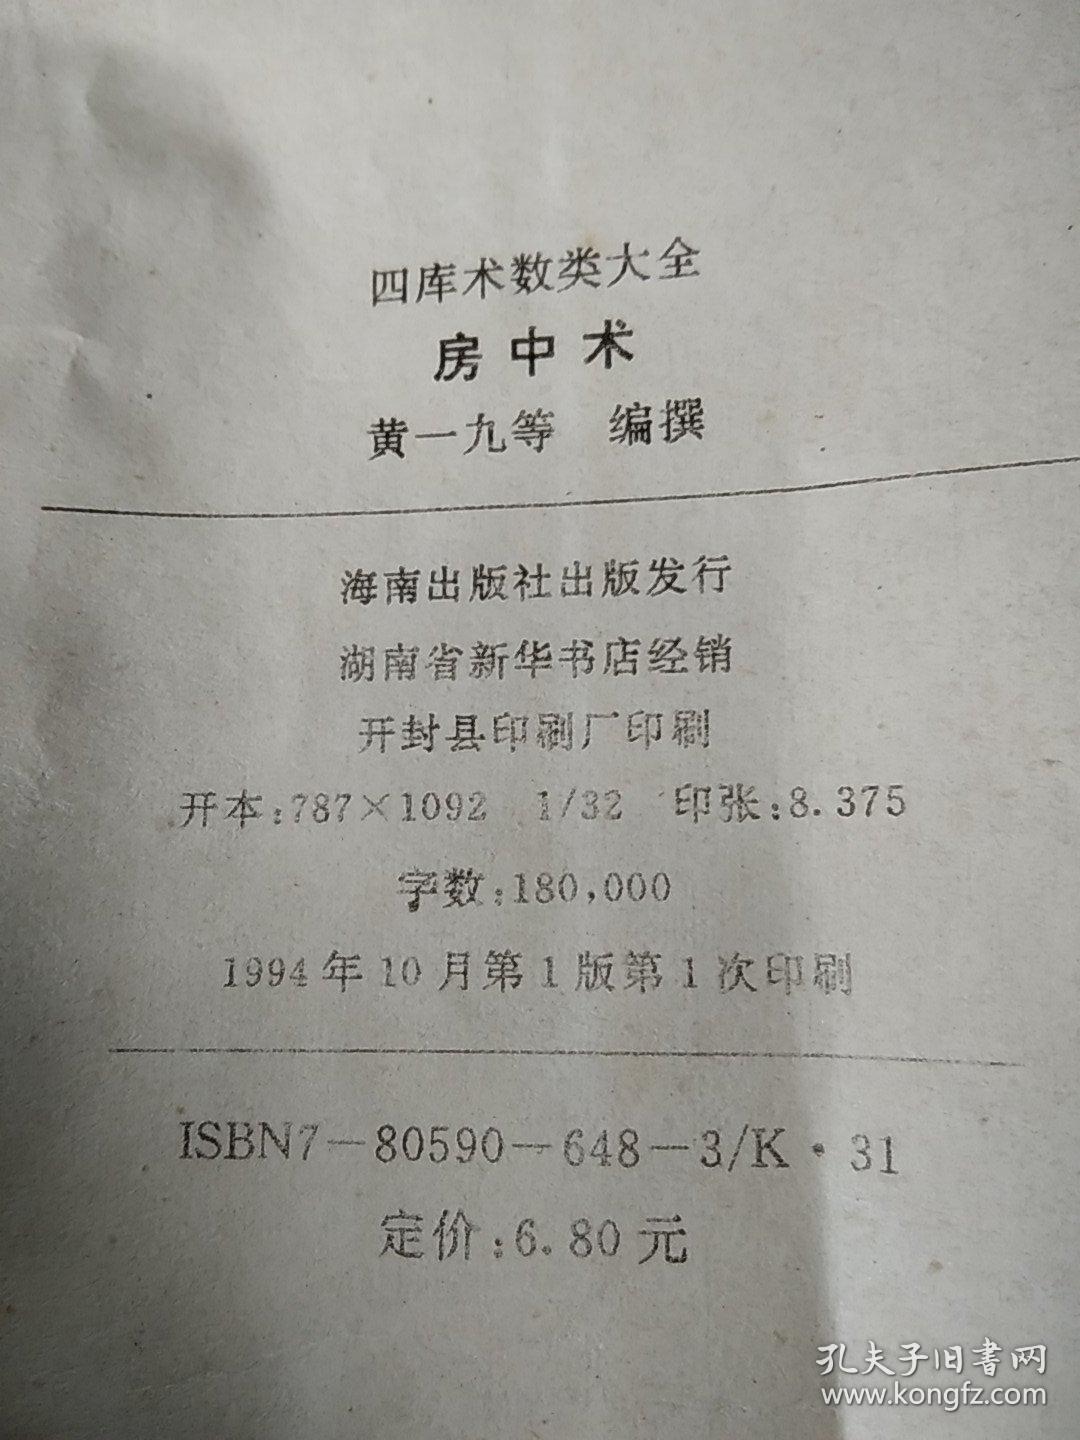 四库术数类大全
房中术
黄一九等 编撰
海南出版社出版发行
湖南省新华书店经销
开封县印刷厂印刷
开本:787×1092 1/32 印张:8.375
字数:180,000
1994年10月第1版第1次印刷
ISBN7-80590-648-3/K·31
定价:6.80元
孔夫子旧書网
www.kongfz.com